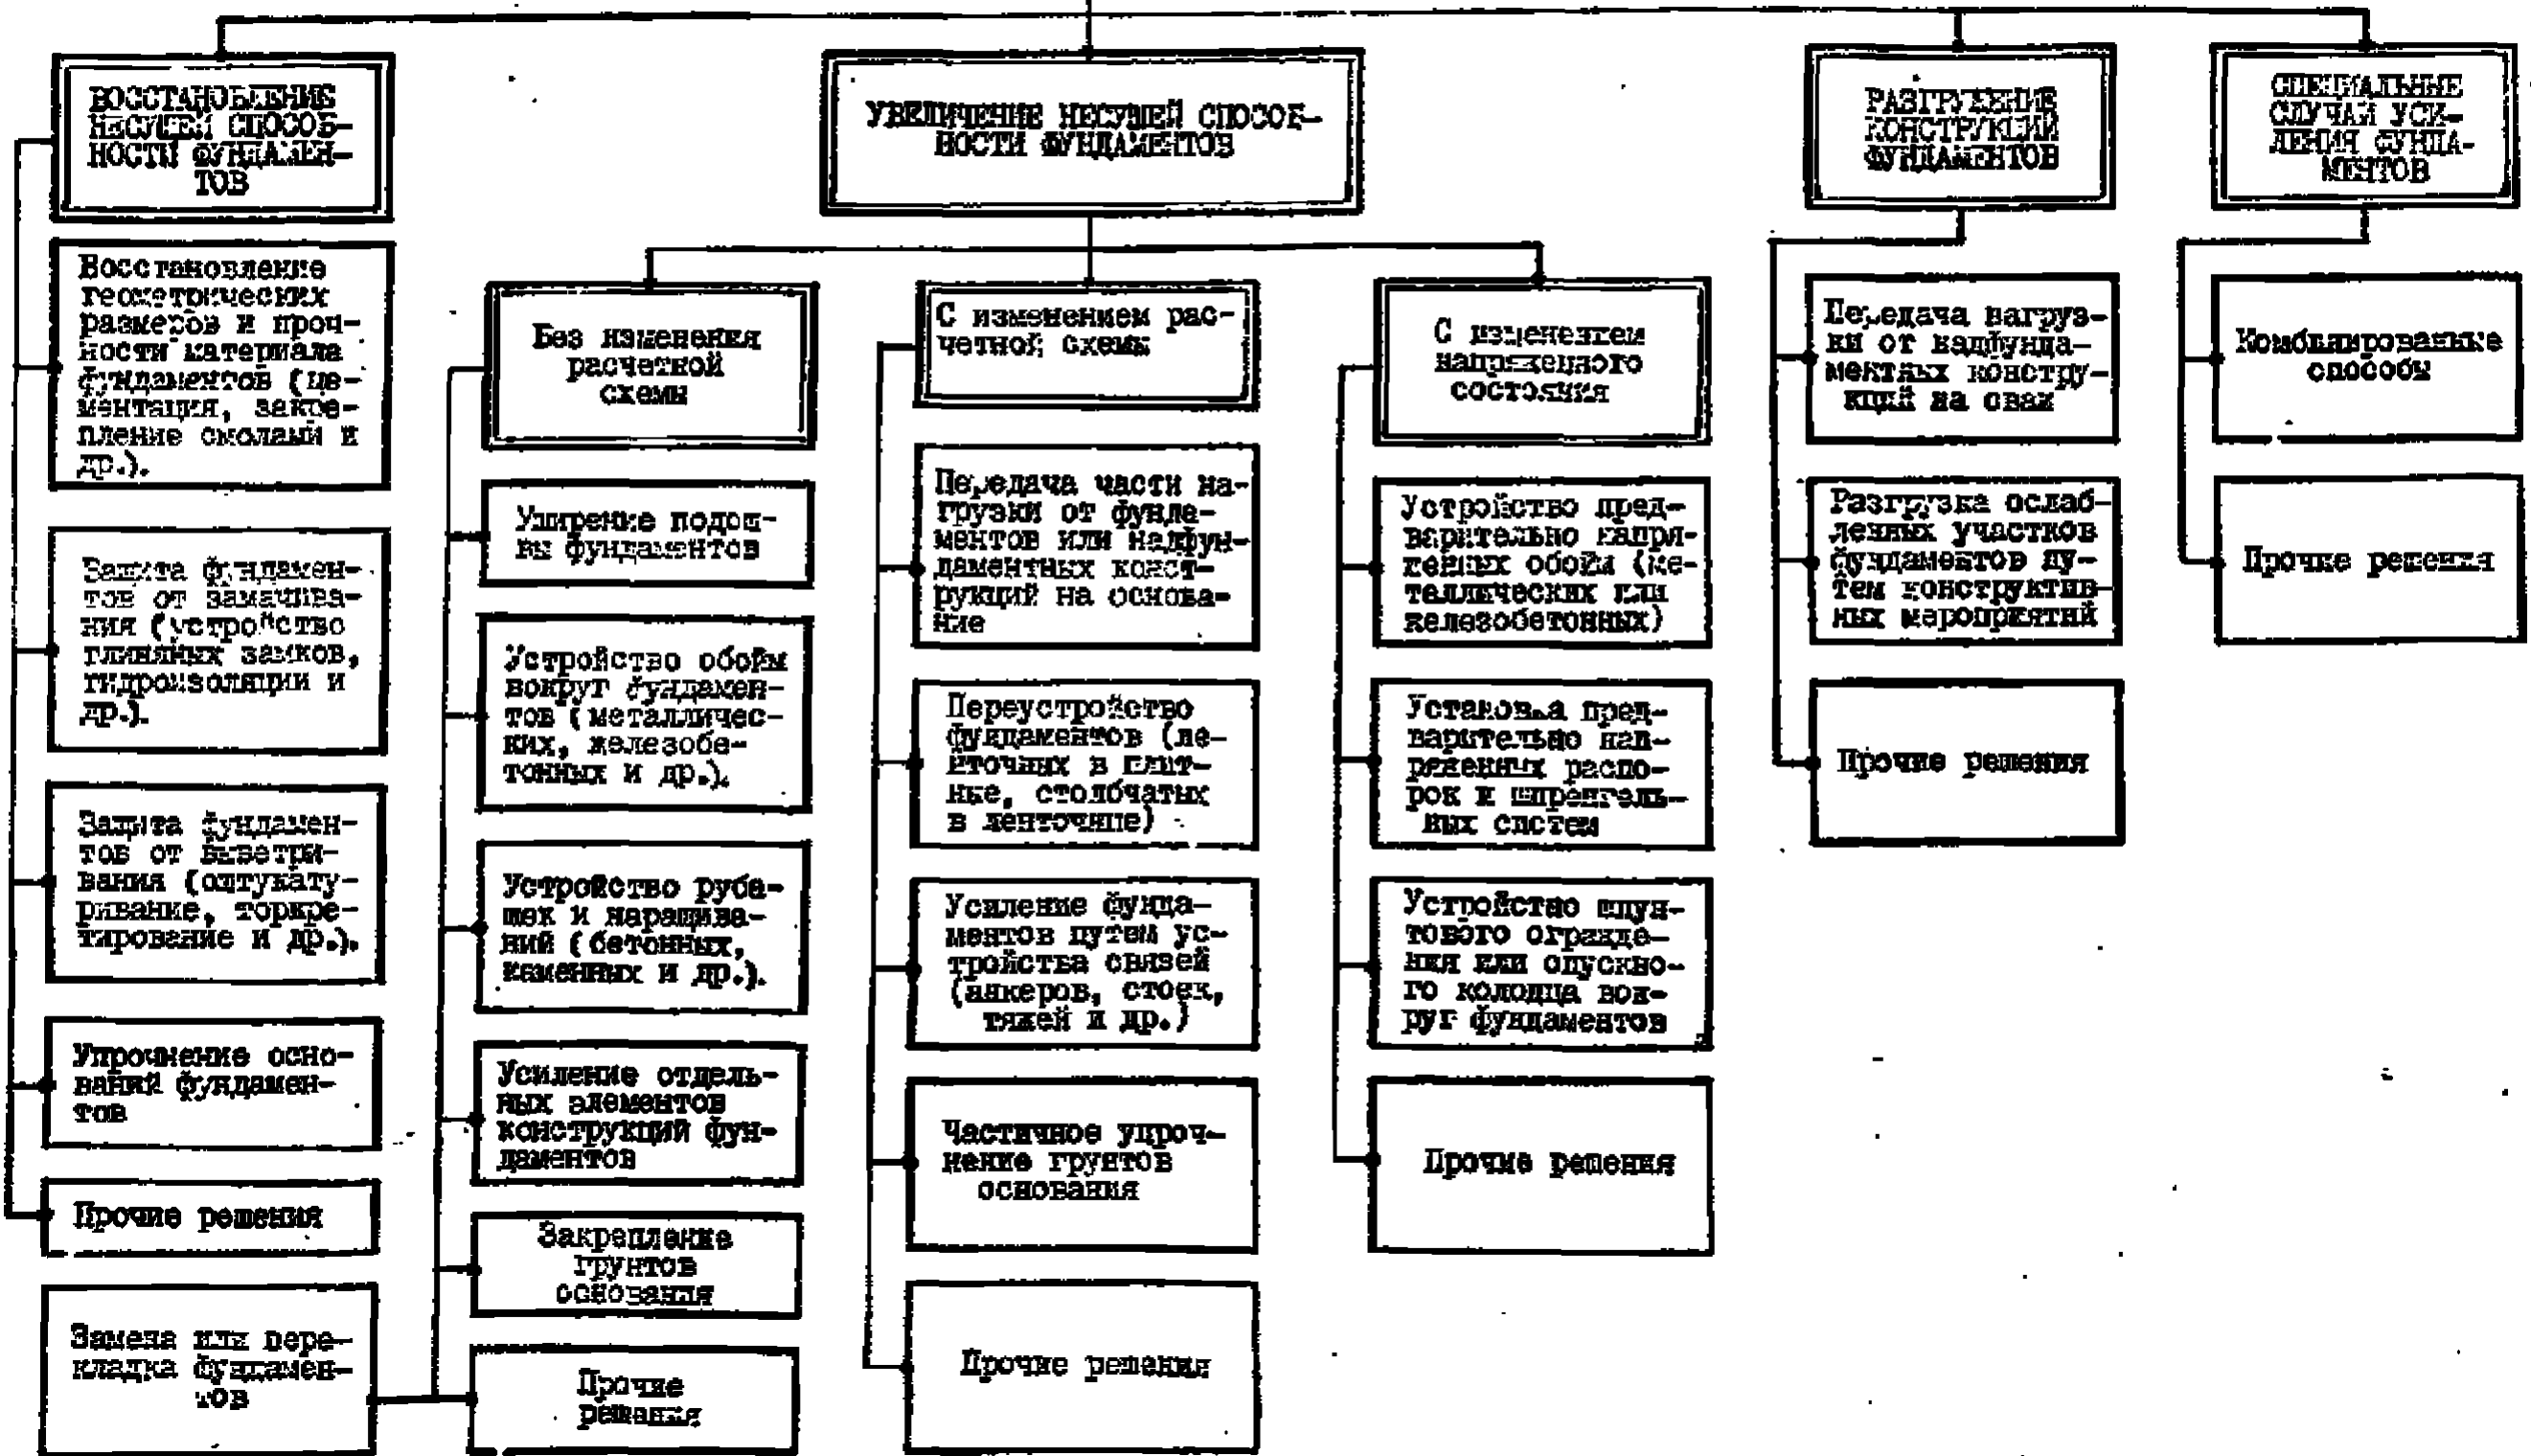 ВОССТАНОВЛЕНИЕ
НЕСУЩЕЙ СПОСОБ-
НОСТИ ФУНДАМЕН-
ТОВ
Восстановление
геометрических
размеров и проч-
ности материала
фундаментов (це-
ментация, закре-
пление смолами и
др.).
Защита фундамен-
тов от замачива-
ния (устройство
глиняных замков,
гидроизоляции и
др.).
Защита фундамен-
тов от выветри-
вания (оштукату-
ривание, торкре-
тирование и др.).
Упрочнение осно-
ваний фундамен-
тов
Прочие решения
Замена или пере-
кладка фундамен-
тов
УВЕЛИЧЕНИЕ НЕСУЩЕЙ СПОСОБ-
НОСТИ ФУНДАМЕНТОВ
Без изменения
расчетной
схемы
Уширение подош-
вы фундаментов
Устройство обойм
вокруг фундамен-
тов (металличес-
ких, железобе-
тонных и др.).
Устройство руба-
шек и наращива-
ний (бетонных,
каменных и др.).
Усиление отдель-
ных элементов
конструкций фун-
даментов
Закрепление
грунтов
основания
Прочие
решения
С изменением рас-
четной схемы
Передача части на-
грузки от фунда-
ментов или надфун-
даментных конст-
рукций на основа-
ние
Переустройство
фундаментов (ле-
нточных в плит-
ные, столбчатых
в ленточные)
Усиление фунда-
ментов путем ус-
тройства связей
(анкеров, стоек,
тяжей и др.)
Частичное упроч-
нение грунтов
основания
Прочие решения
С изменением
напряженного
состояния
Устройство пред-
варительно напря-
женных обойм (ме-
таллических или
железобетонных)
Установка пред-
варительно нап-
ряженных распо-
рок и шпренгель-
ных систем
Устройство шпун-
тового огражде-
ния или опускно-
го колодца вок-
руг фундаментов
Прочие решения
РАЗГРУЖЕНИЕ
КОНСТРУКЦИЙ
ФУНДАМЕНТОВ
Передача нагруз-
ки от надфунда-
ментных констру-
кций на сваи
Разгрузка ослаб-
ленных участков
фундаментов пу-
тем конструктив-
ных мероприятий
Прочие решения
СПЕЦИАЛЬНЫЕ
СЛУЧАИ УСИ-
ЛЕНИЯ ФУНДА-
МЕНТОВ
Комбинированные
способы
Прочие решения